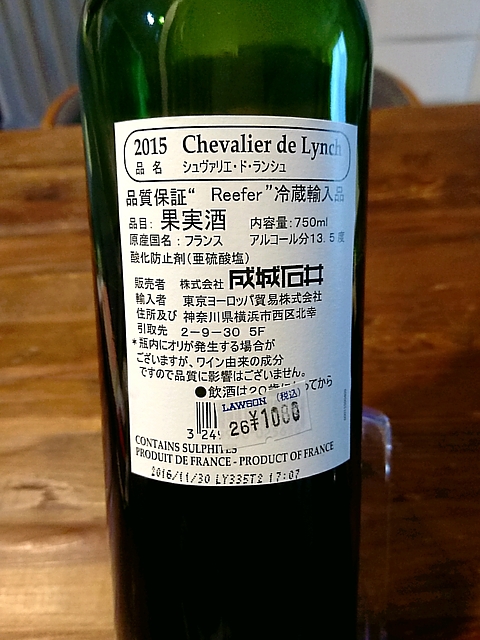 2015 Chevalier de Lynch
品 名 シュヴァリエ・ド・ランシュ
品質保証“ Reefer”冷蔵輸入品
品目: 果実酒 内容量:750ml
原産国名:フランス アルコール分13.5度
酸化防止剤(亜硫酸塩)
販売者 株式会社 成城石井
輸入者 東京ヨーロッパ貿易株式会社
住所及び 神奈川県横浜市西区北幸
引取先 2-9-30 5F
*瓶内にオリが発生する場合が
ございますが、ワイン由来の成分
ですので品質に影響はございません。
●飲酒は20歳になってから
LAWSON (税込)
26 ¥1080
3 249
CONTAINS SULPHITES
PRODUIT DE FRANCE - PRODUCT OF FRANCE
2016/11/30 LY335T2 17:07